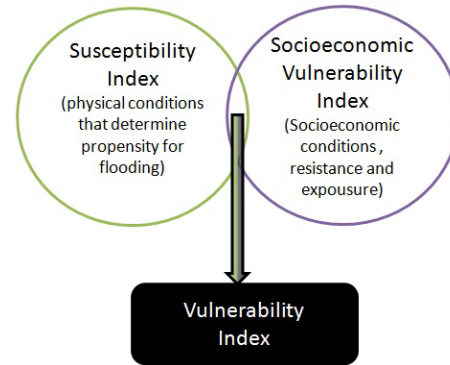 Susceptibility
Index
(physical conditions
that determine
propensity for
flooding)
Socioeconomic
Vulnerability
Index
(Socioeconomic
conditions ,
resistance and
expousure)
Vulnerability
Index